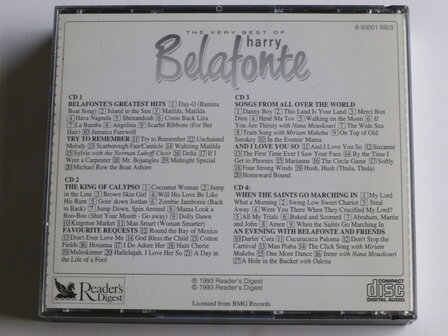 B 93001 BB/3
THE VERY BEST OF
harry
Belafonte
CD 1
BELAFONTE'S GREATEST HITS 1 Day-O (Banana
Boat Song) 2 Island in the Sun 3 Matilda, Matilda
4 Hava Nageela 5 Shenandoah 6 Come Back Liza
7 La Bamba 8 Angelina 9 Scarlet Ribbons (For Her
Hair) 10 Jamaica Farewell
TRY TO REMEMBER 11 Try to Remember 12 Unchained
Melody 13 Scarborough Fair/Canticle 14 Waltzing Matilda
15 Sylvie with the Norman Luboff Choir 16 Delia 17 If I
Were a Carpenter 18 Mr. Bojangles 19 Midnight Special
20 Michael Row the Boat Ashore
CD 2
THE KING OF CALYPSO 1 Cocoanut Woman 2 Jump
in the Line 3 Brown Skin Girl 4 Will His Love Be Like
His Rum 5 Goin' down Jordan 6 Zombie Jamboree (Back
to Back) 7 Jump Down, Spin Around 8 Mama Look a
Boo-Boo (Shut Your Mouth - Go away) 9 Dolly Dawn
10 Kingston Market 11 Man Smart (Woman Smarter)
FAVOURITE REQUESTS 12 Round the Bay of Mexico
13 Don't Ever Love Me 14 God Bless the Child 15 Cotton
Fields 16 Hosanna 17 I Do Adore Her 18 Hain Cherie
19 Muleskinner 20 Hallelujah, I Love Her So 21 A Day in
the Life of a Fool
CD 3
SONGS FROM ALL OVER THE WORLD
1 Danny Boy 2 This Land Is Your Land 3 Merci Bon
Dieu 4 Hené Ma Tov 5 Walking on the Moon 6 If
You Are Thirsty with Nana Mouskouri 7 The Wide Sea
8 Train Song with Miriam Makeba 9 On Top of Old
Smokey 10 In the Evenin' Mama
AND I LOVE YOU SO 11 And I Love You So 12 Suzanne
13 The First Time Ever I Saw Your Face 14 By the Time I
Get to Phoenix 15 Marianne 16 The Circle Game 17 Softly
18 Four Strong Winds 19 Hush, Hush (Thula, Thula)
20 Homeward Bound
CD 4:
WHEN THE SAINTS GO MARCHING IN 1 My Lord
What a Morning 2 Swing Low Sweet Chariot 3 Steal
Away 4 Were You There When They Crucified My Lord?
5 All My Trials 6 Buked and Scorned 7 Abraham, Martin
and John 8 Amen 9 When the Saints Go Marching In
AN EVENING WITH BELAFONTE AND FRIENDS
10 Darlin' Cora 11 Cucurucucu Paloma 12 Don't Stop the
Carnival 13 Man Piaba 14 The Click Song with Miriam
Makeba 15 One More Dance 16 Irene with Nana Mouskouri
17 A Hole in the Bucket with Odetta
Reader's
Digest
℗ 1993 Reader's Digest
© 1993 Reader's Digest
Licensed from BMG Records
COMPACT
disc
DIGITAL AUDIO